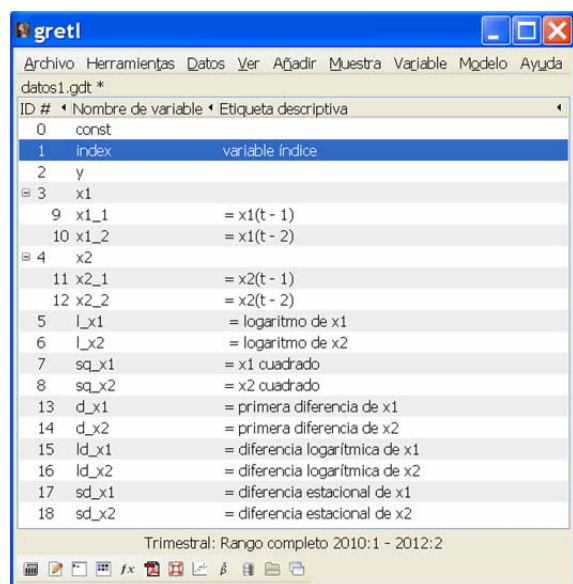 gretl
Archivo Herramientas Datos Ver Añadir Muestra Variable Modelo Ayuda
datos1.gdt *
ID # Nombre de variable Etiqueta descriptiva
0 const
1 index variable índice
2 y
3 x1
9 x1_1 = x1(t - 1)
10 x1_2 = x1(t - 2)
4 x2
11 x2_1 = x2(t - 1)
12 x2_2 = x2(t - 2)
5 l_x1 = logaritmo de x1
6 l_x2 = logaritmo de x2
7 sq_x1 = x1 cuadrado
8 sq_x2 = x2 cuadrado
13 d_x1 = primera diferencia de x1
14 d_x2 = primera diferencia de x2
15 ld_x1 = diferencia logarítmica de x1
16 ld_x2 = diferencia logarítmica de x2
17 sd_x1 = diferencia estacional de x1
18 sd_x2 = diferencia estacional de x2
Trimestral: Rango completo 2010:1 - 2012:2
fx β